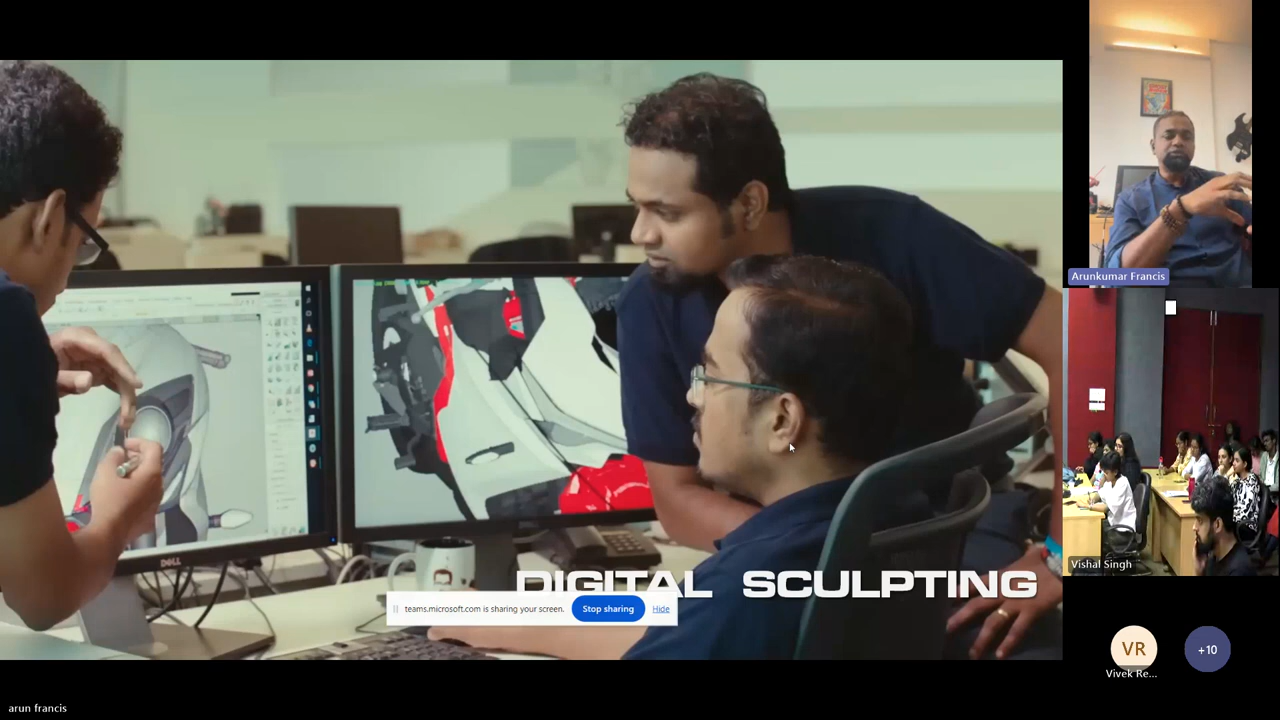 DIGITAL SCULPTING
teams.microsoft.com is sharing your screen.
Stop sharing
Hide
DELL
Arunkumar Francis
Vishal Singh
VR
Vivek Re...
+10
arun francis